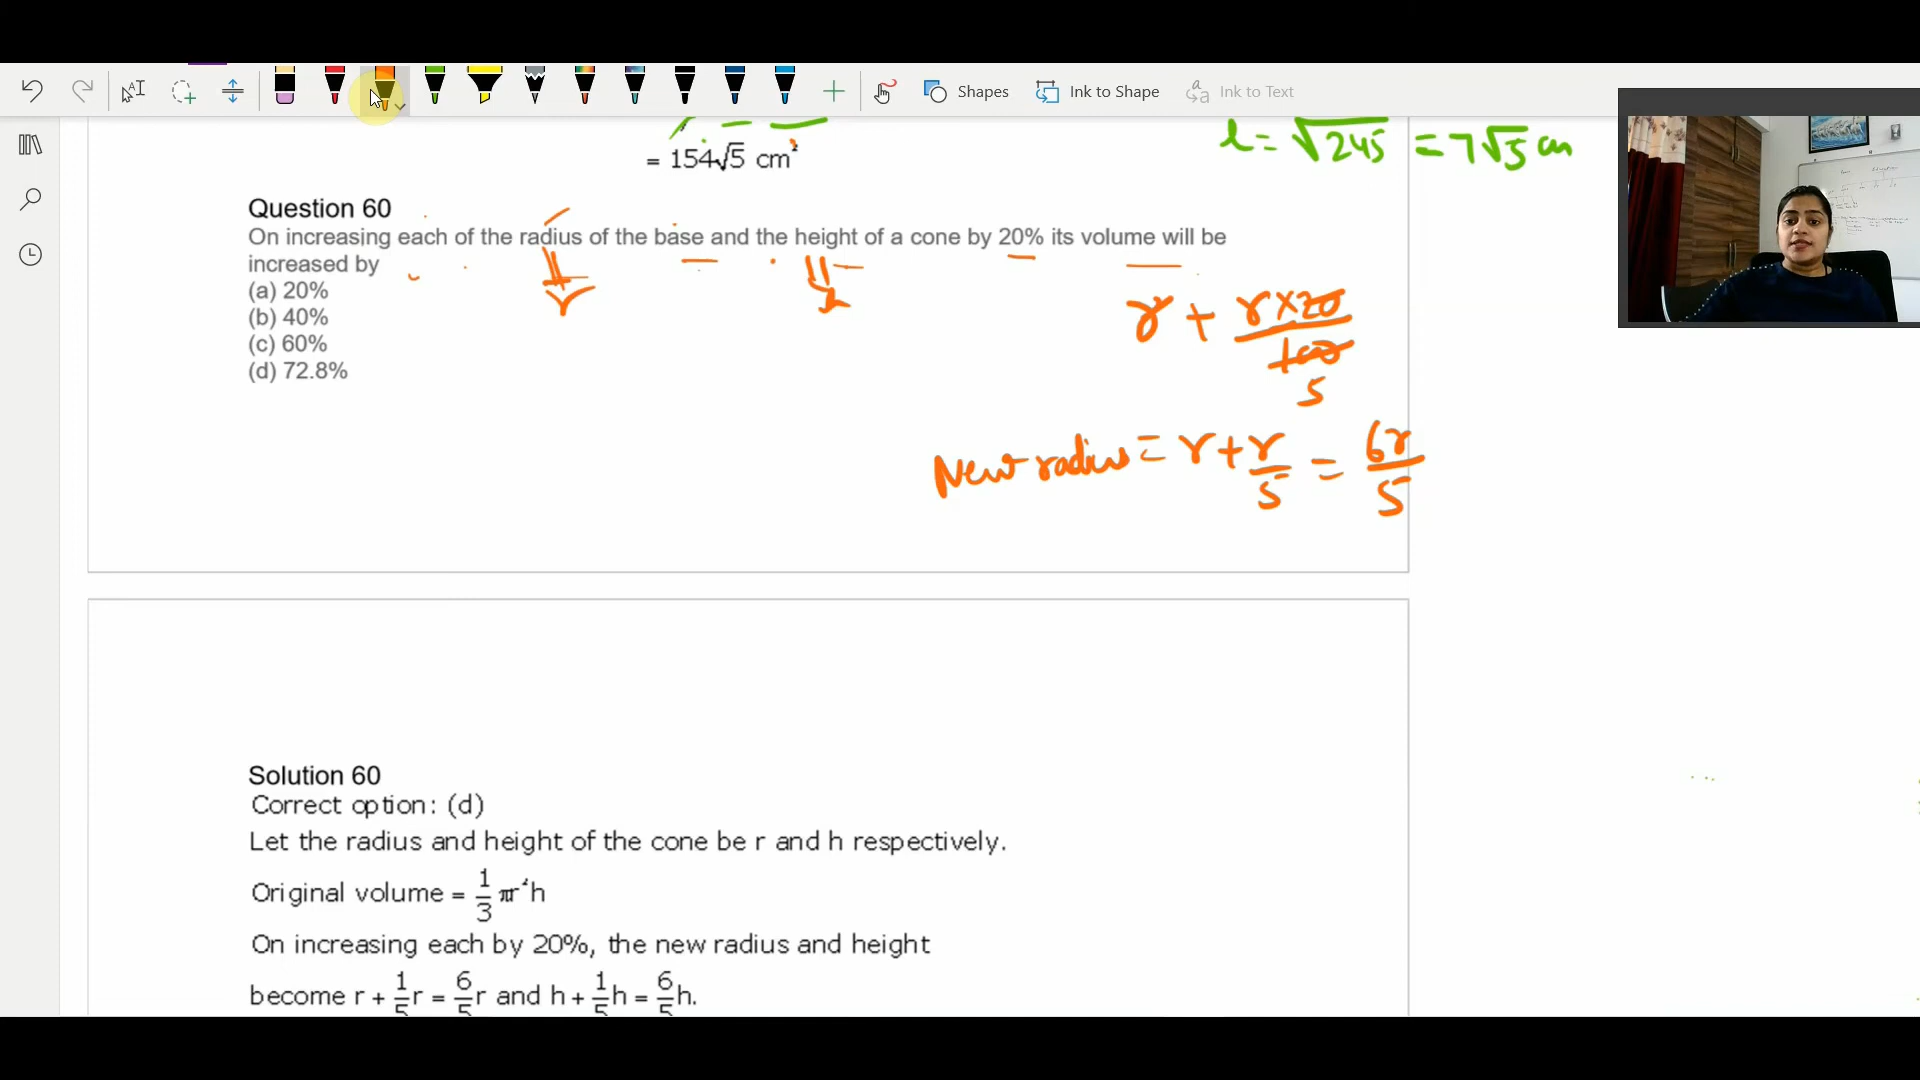 Shapes
Ink to Shape
Ink to Text
= 154√5 cm²
l = √245 = 7√5 cm
Question 60
On increasing each of the radius of the base and the height of a cone by 20% its volume will be
increased by
(a) 20%
(b) 40%
(c) 60%
(d) 72.8%
r
r + r×20/100
5
New radius = r + r/5 = 6r/5
Solution 60
Correct option: (d)
Let the radius and height of the cone be r and h respectively.
Original volume = 1/3 πr²h
On increasing each by 20%, the new radius and height
become r + 1/5 r = 6/5 r and h + 1/5 h = 6/5 h.